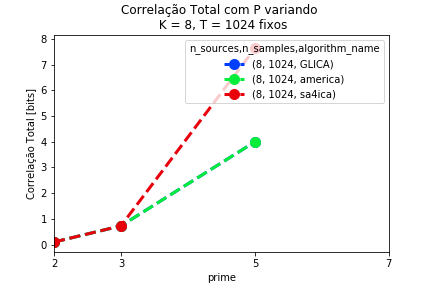 Correlação Total com P variando
K = 8, T = 1024 fixos
Correlação Total [bits]
8
7
6
5
4
3
2
1
0
n_sources,n_samples,algorithm_name
(8, 1024, GLICA)
(8, 1024, america)
(8, 1024, sa4ica)
2 3 5 7
prime